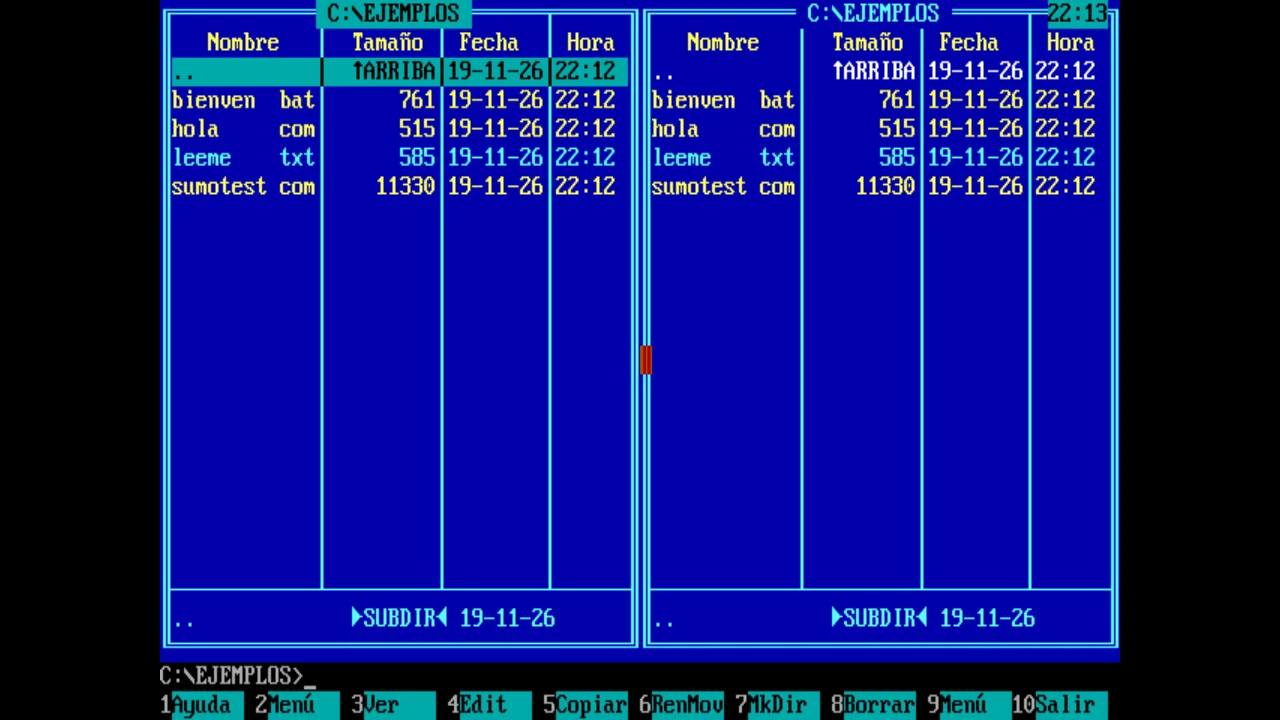 C:\EJEMPLOS C:\EJEMPLOS 22:13
Nombre Tamaño Fecha Hora Nombre Tamaño Fecha Hora
.. ↑ARRIBA 19-11-26 22:12 .. ↑ARRIBA 19-11-26 22:12
bienven bat 761 19-11-26 22:12 bienven bat 761 19-11-26 22:12
hola com 515 19-11-26 22:12 hola com 515 19-11-26 22:12
leeme txt 585 19-11-26 22:12 leeme txt 585 19-11-26 22:12
sumotest com 11330 19-11-26 22:12 sumotest com 11330 19-11-26 22:12
.. ►SUBDIR◄ 19-11-26 .. ►SUBDIR◄ 19-11-26
C:\EJEMPLOS>_
1Ayuda 2Menú 3Ver 4Edit 5Copiar 6RenMov 7MkDir 8Borrar 9Menú 10Salir